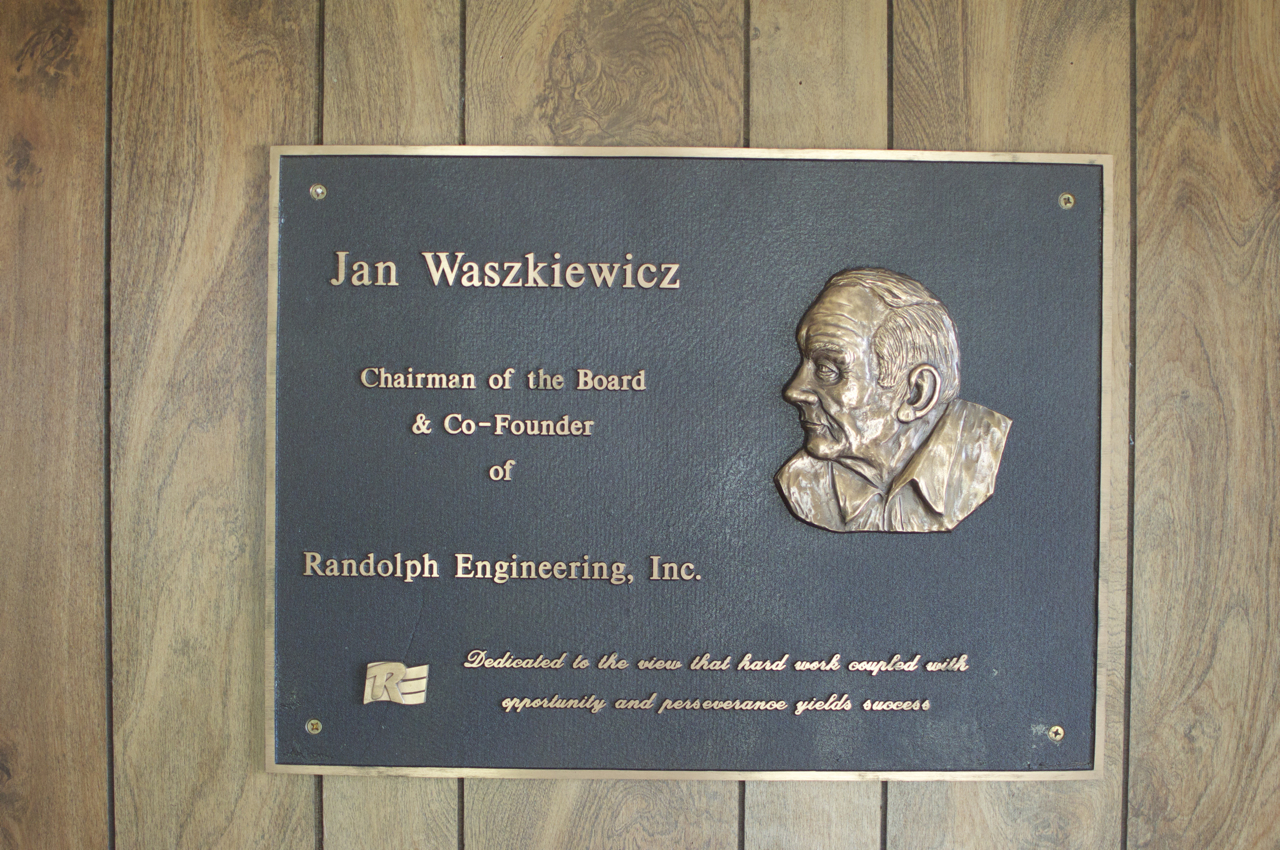 Jan Waszkiewicz
Chairman of the Board
& Co-Founder
of
Randolph Engineering, Inc.
RE
Dedicated to the view that hard work coupled with
opportunity and perseverance yields success